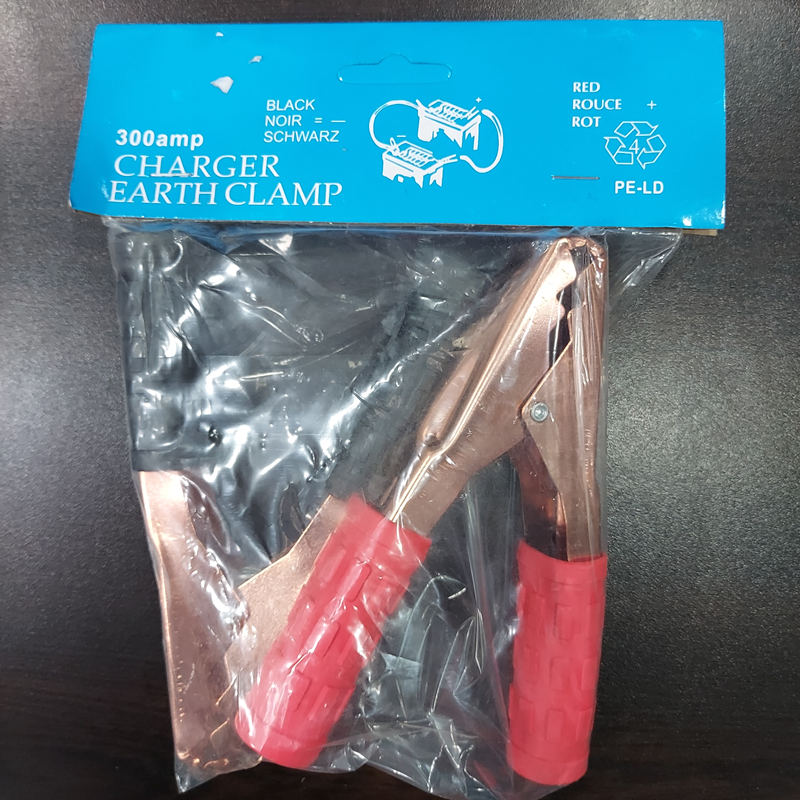 BLACK
NOIR = —
SCHWARZ
300amp
CHARGER
EARTH CLAMP
- +
RED
ROUCE +
ROT
4
PE-LD